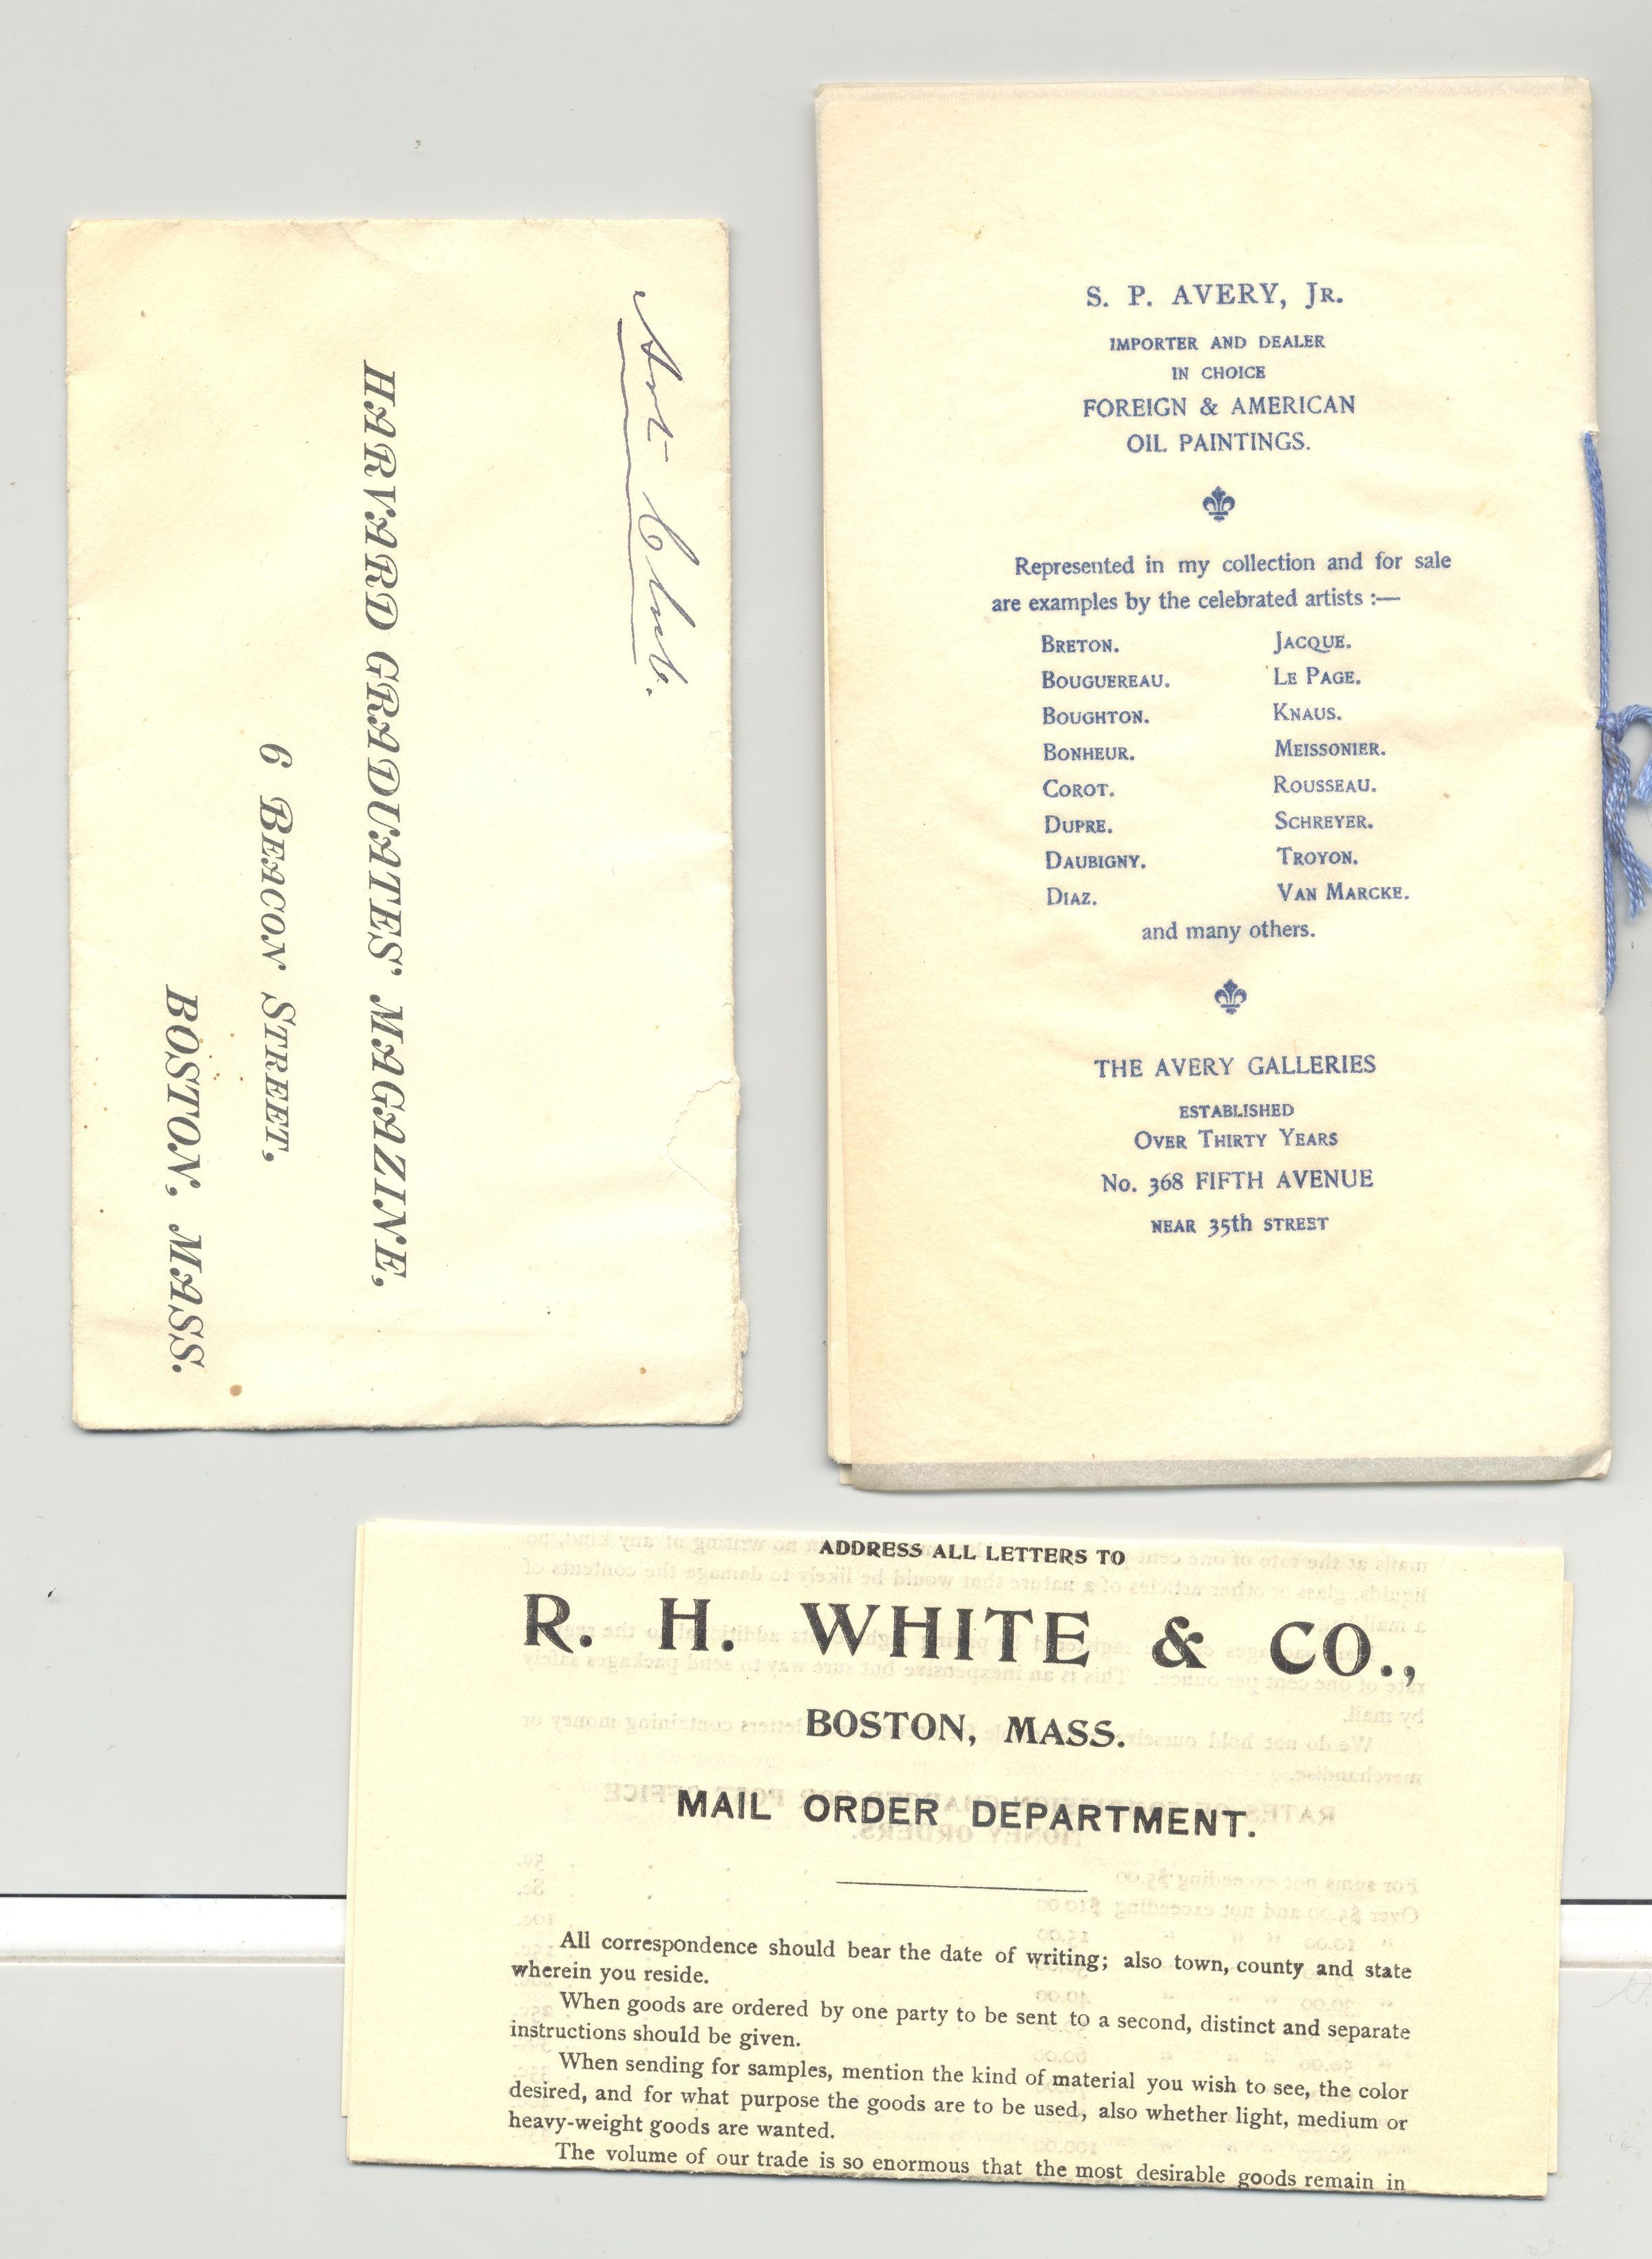 Art Club.
HARVARD GRADUATES' MAGAZINE,
6 BEACON STREET,
BOSTON, MASS.
S. P. AVERY, JR.
IMPORTER AND DEALER
IN CHOICE
FOREIGN & AMERICAN
OIL PAINTINGS.
Represented in my collection and for sale
are examples by the celebrated artists :—
BRETON. JACQUE.
BOUGUEREAU. LE PAGE.
BOUGHTON. KNAUS.
BONHEUR. MEISSONIER.
COROT. ROUSSEAU.
DUPRE. SCHREYER.
DAUBIGNY. TROYON.
DIAZ. VAN MARCKE.
and many others.
THE AVERY GALLERIES
ESTABLISHED
OVER THIRTY YEARS
No. 368 FIFTH AVENUE
NEAR 35th STREET
ADDRESS ALL LETTERS TO
R. H. WHITE & CO.,
BOSTON, MASS.
MAIL ORDER DEPARTMENT.
All correspondence should bear the date of writing; also town, county and state
wherein you reside.
When goods are ordered by one party to be sent to a second, distinct and separate
instructions should be given.
When sending for samples, mention the kind of material you wish to see, the color
desired, and for what purpose the goods are to be used, also whether light, medium or
heavy-weight goods are wanted.
The volume of our trade is so enormous that the most desirable goods remain in